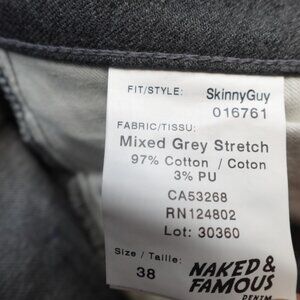 FIT/STYLE: SkinnyGuy
016761
FABRIC/TISSU:
Mixed Grey Stretch
97% Cotton / Coton
3% PU
CA53268
RN124802
Lot: 30360
Size / Taille:
38
NAKED &
FAMOUS
DENIM